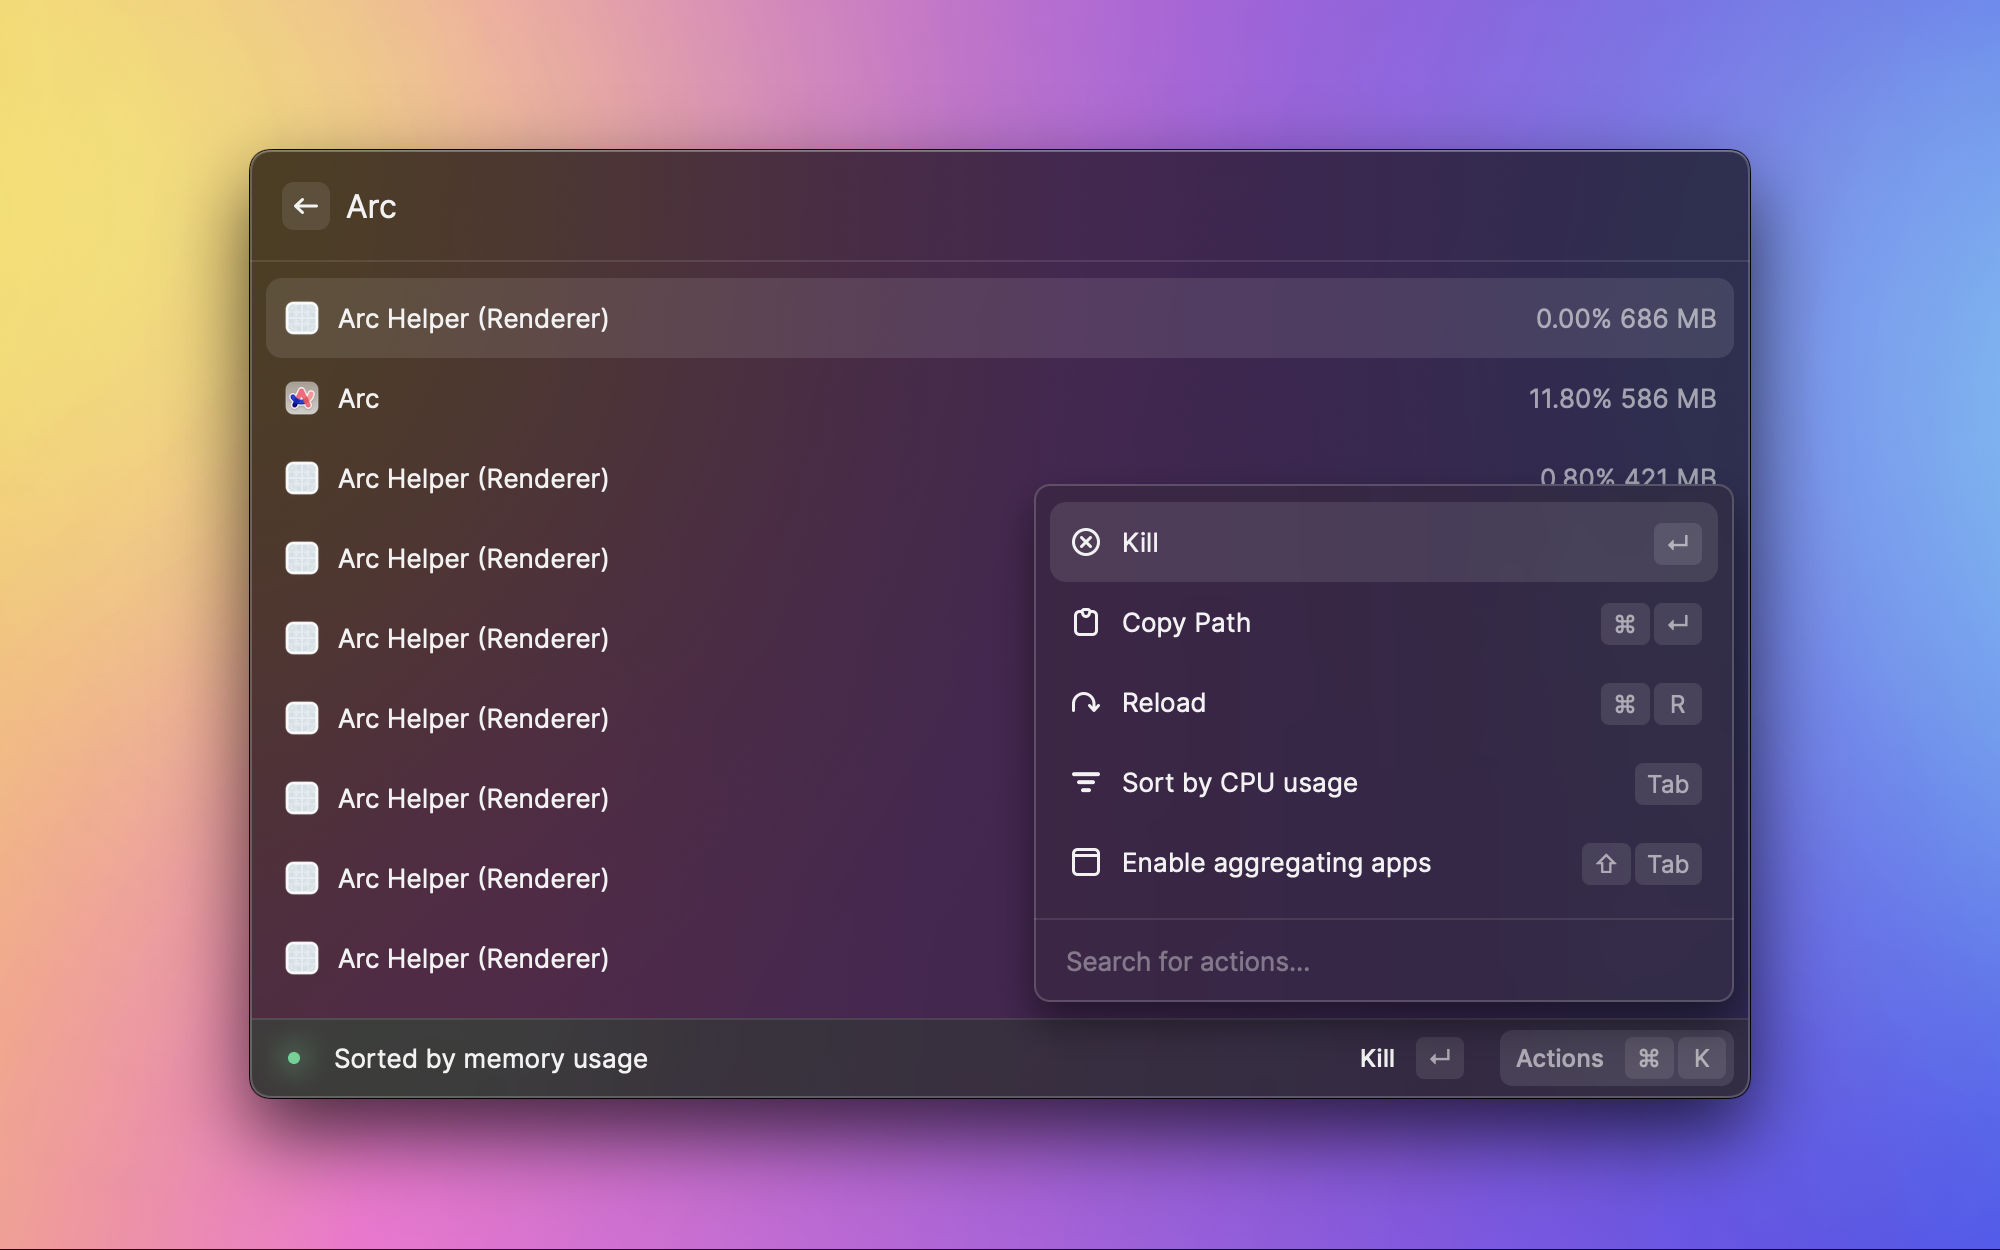 Arc
Arc Helper (Renderer) 0.00% 686 MB
Arc 11.80% 586 MB
Arc Helper (Renderer) 0.80% 421 MB
Arc Helper (Renderer)
Arc Helper (Renderer)
Arc Helper (Renderer)
Arc Helper (Renderer)
Arc Helper (Renderer)
Arc Helper (Renderer)
Kill ↵
Copy Path ⌘ ↵
Reload ⌘ R
Sort by CPU usage Tab
Enable aggregating apps ⇧ Tab
Search for actions...
Sorted by memory usage Kill ↵ Actions ⌘ K